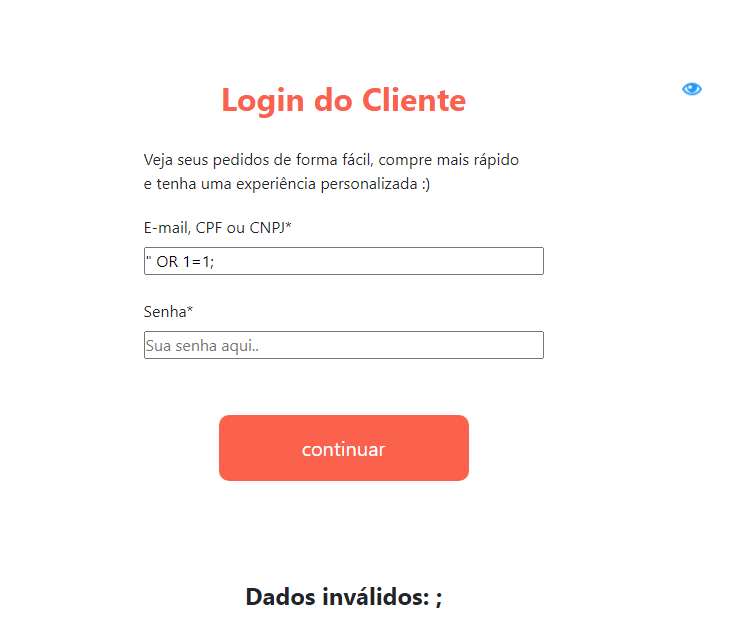 Login do Cliente
Veja seus pedidos de forma fácil, compre mais rápido
e tenha uma experiência personalizada :)
E-mail, CPF ou CNPJ*
" OR 1=1;
Senha*
Sua senha aqui..
continuar
Dados inválidos: ;